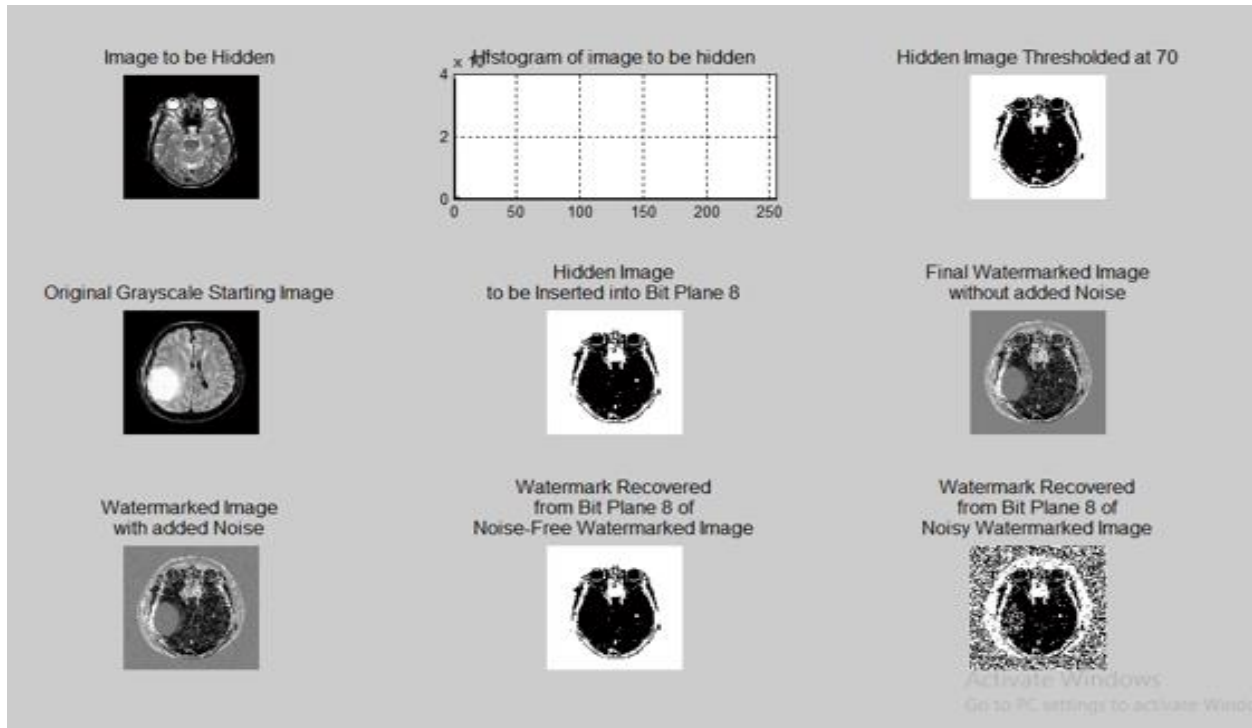 Image to be Hidden
Histogram of image to be hidden
Hidden Image Thresholded at 70
4
2
0
0 50 100 150 200 250
Original Grayscale Starting Image
Hidden Image
to be Inserted into Bit Plane 8
Final Watermarked Image
without added Noise
Watermarked Image
with added Noise
Watermark Recovered
from Bit Plane 8 of
Noise-Free Watermarked Image
Watermark Recovered
from Bit Plane 8 of
Noisy Watermarked Image
Activate Windows
Go to PC settings to activate